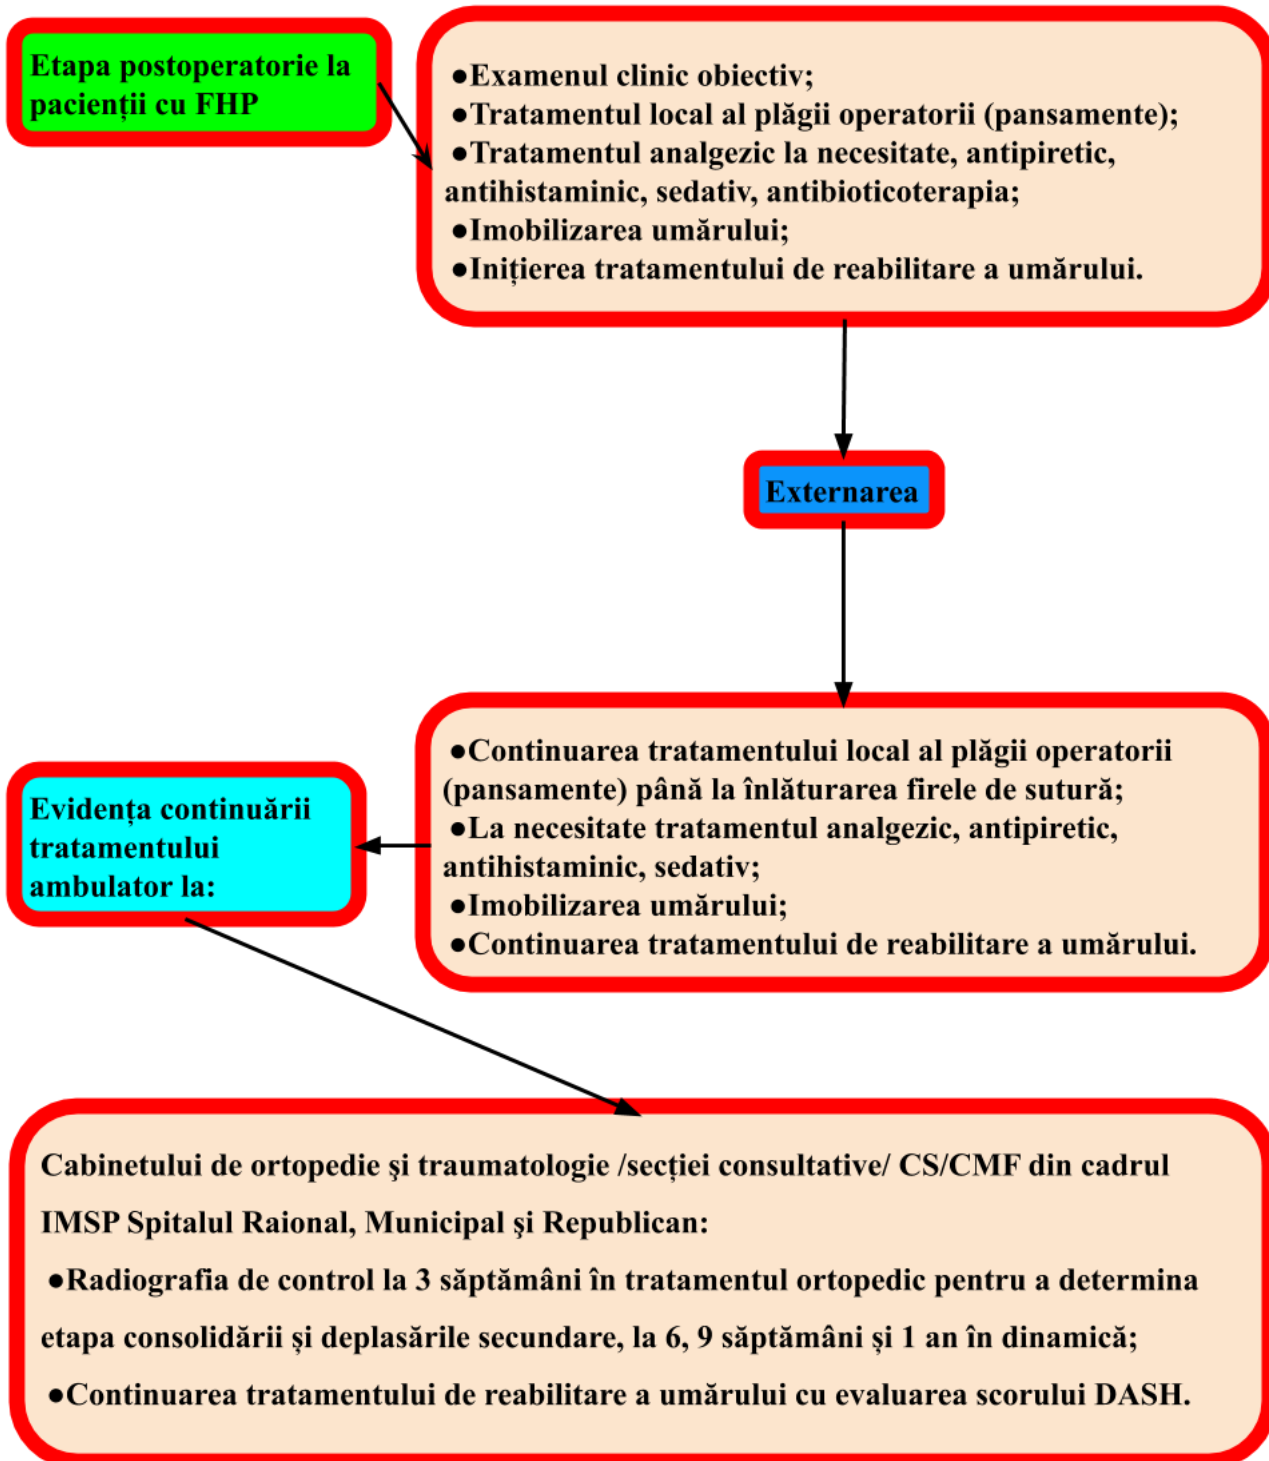 Etapa postoperatorie la
pacienții cu FHP
●Examenul clinic obiectiv;
●Tratamentul local al plăgii operatorii (pansamente);
●Tratamentul analgezic la necesitate, antipiretic,
antihistaminic, sedativ, antibioticoterapia;
●Imobilizarea umărului;
●Inițierea tratamentului de reabilitare a umărului.
Externarea
●Continuarea tratamentului local al plăgii operatorii
(pansamente) până la înlăturarea firele de sutură;
●La necesitate tratamentul analgezic, antipiretic,
antihistaminic, sedativ;
●Imobilizarea umărului;
●Continuarea tratamentului de reabilitare a umărului.
Evidența continuării
tratamentului
ambulator la:
Cabinetului de ortopedie şi traumatologie /secției consultative/ CS/CMF din cadrul
IMSP Spitalul Raional, Municipal şi Republican:
●Radiografia de control la 3 săptămâni în tratamentul ortopedic pentru a determina
etapa consolidării și deplasările secundare, la 6, 9 săptămâni și 1 an în dinamică;
●Continuarea tratamentului de reabilitare a umărului cu evaluarea scorului DASH.